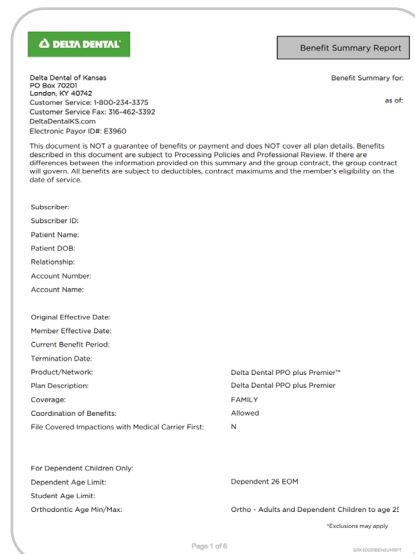 DELTA DENTAL
Benefit Summary Report
Delta Dental of Kansas
PO Box 70201
London, KY 40742
Customer Service: 1-800-234-3375
Customer Service Fax: 316-462-3392
DeltaDentalKS.com
Electronic Payor ID#: E3960
Benefit Summary for:
as of:
This document is NOT a guarantee of benefits or payment and does NOT cover all plan details. Benefits
described in this document are subject to Processing Policies and Professional Review. If there are
differences between the information provided on this summary and the group contract, the group contract
will govern. All benefits are subject to deductibles, contract maximums and the member's eligibility on the
date of service.
Subscriber:
Subscriber ID:
Patient Name:
Patient DOB:
Relationship:
Account Number:
Account Name:
Original Effective Date:
Member Effective Date:
Current Benefit Period:
Termination Date:
Product/Network: Delta Dental PPO plus Premier™
Plan Description: Delta Dental PPO plus Premier
Coverage: FAMILY
Coordination of Benefits: Allowed
File Covered Impactions with Medical Carrier First: N
For Dependent Children Only:
Dependent Age Limit: Dependent 26 EOM
Student Age Limit:
Orthodontic Age Min/Max: Ortho - Adults and Dependent Children to age 25
*Exclusions may apply
Page 1 of 6